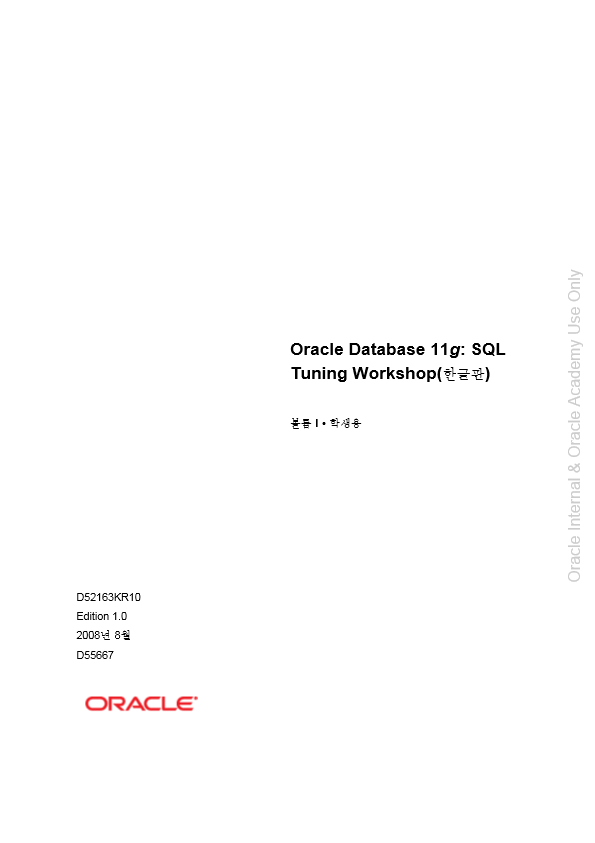 Oracle Database 11g: SQL
Tuning Workshop(한글판)
볼륨 I • 학생용
D52163KR10
Edition 1.0
2008년 8월
D55667
ORACLE
Oracle Internal & Oracle Academy Use Only